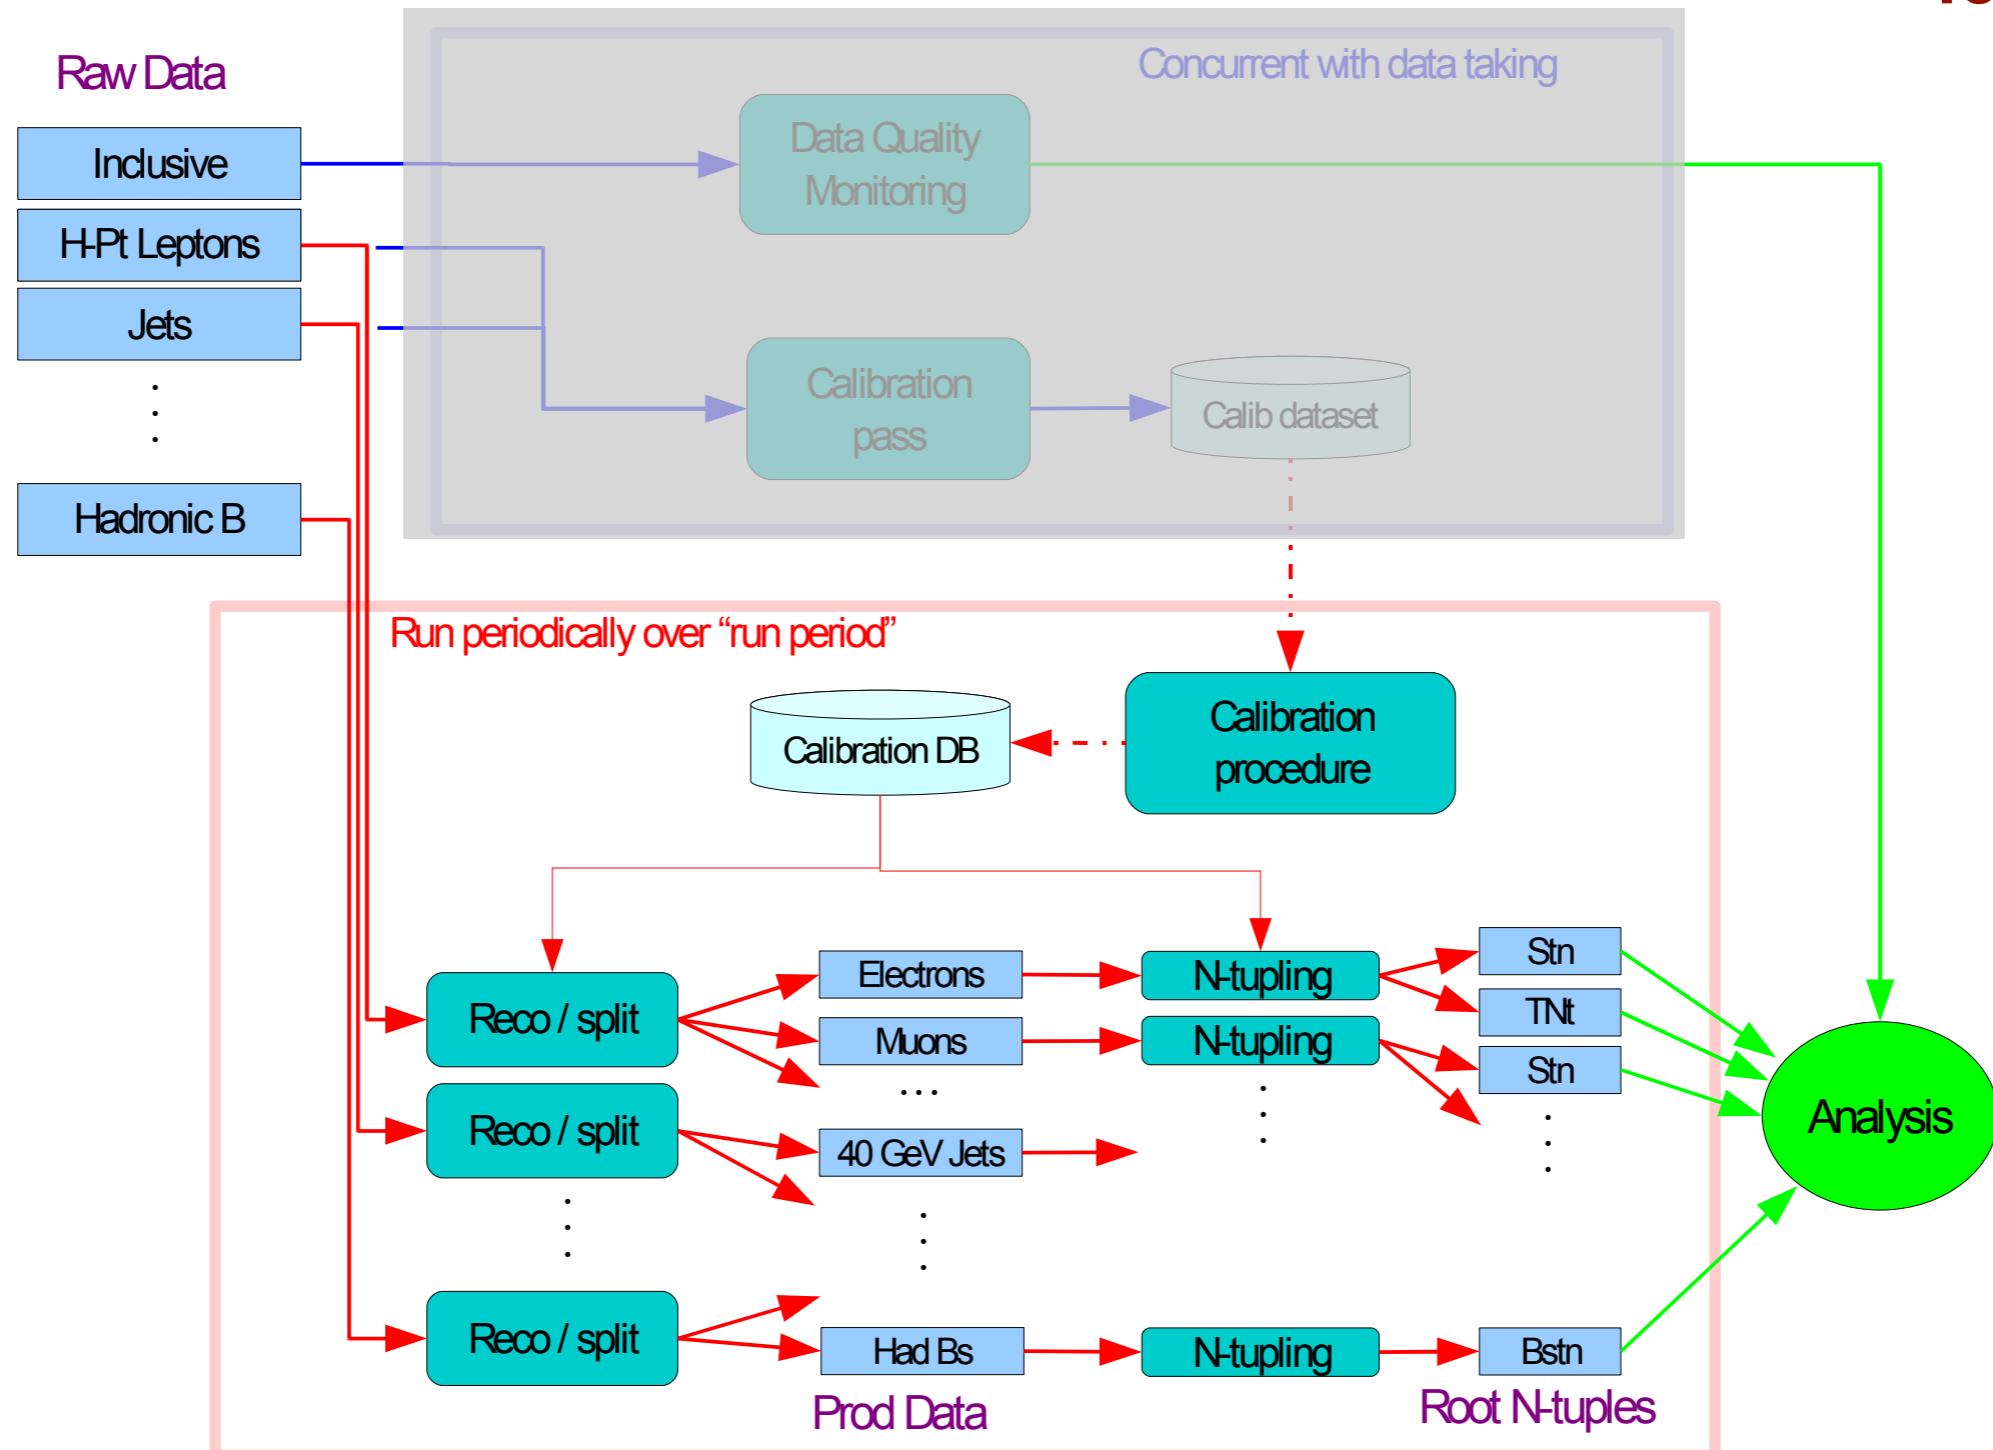 Raw Data
Concurrent with data taking
Inclusive
Data Quality
Monitoring
H-Pt Leptons
Jets
Calibration
pass
Calib dataset
Hadronic B
Run periodically over “run period”
Calibration DB
Calibration
procedure
Electrons
N-tupling
Stn
Reco / split
Muons
N-tupling
TNt
Stn
...
Reco / split
40 GeV Jets
Analysis
Reco / split
Had Bs
N-tupling
Bstn
Prod Data
Root N-tuples